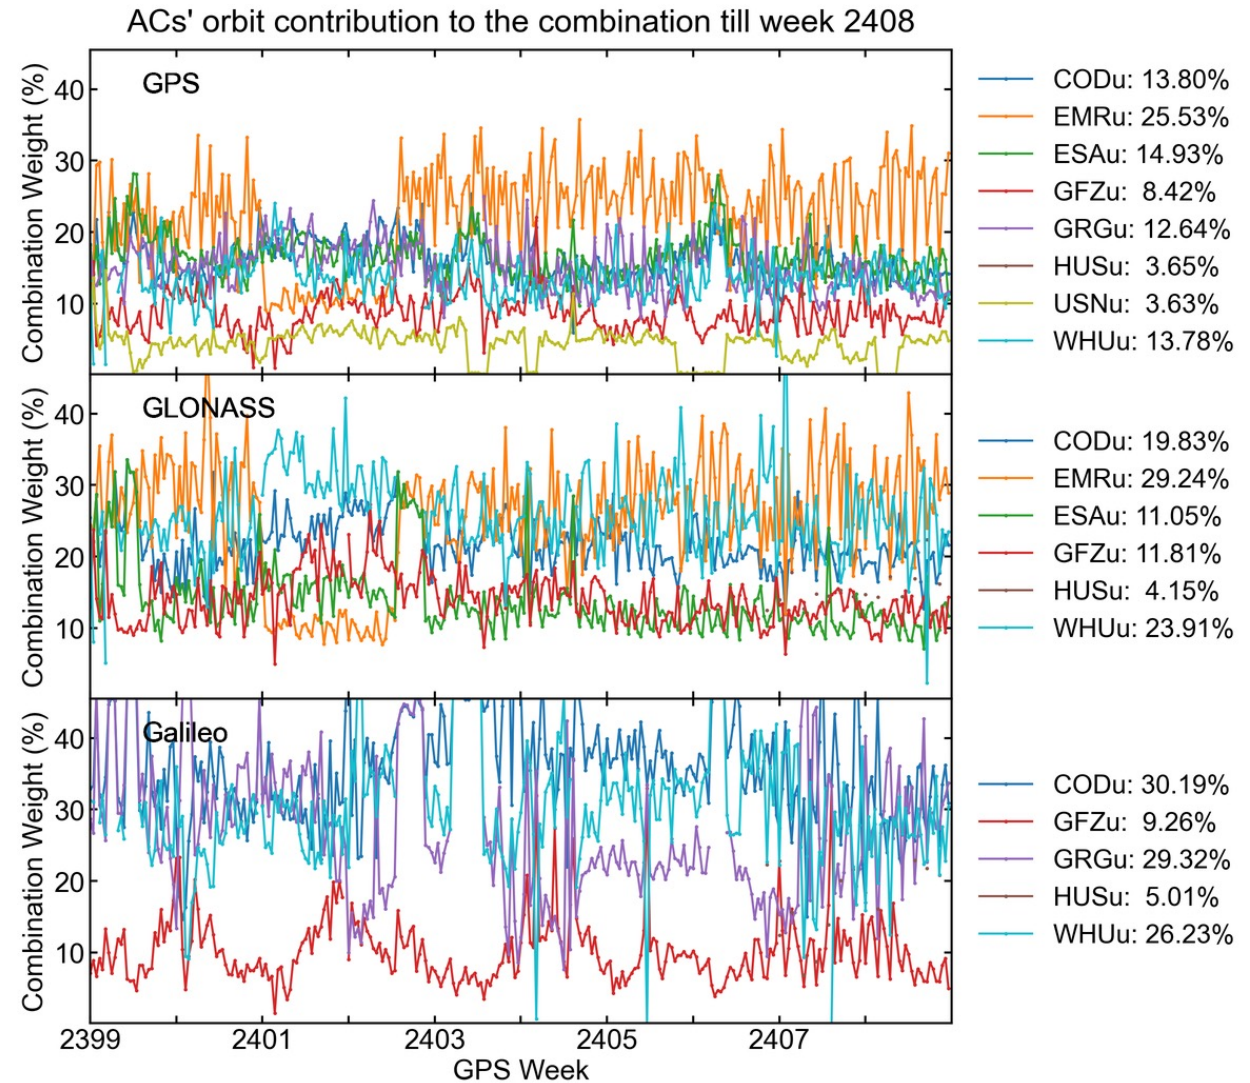 ACs' orbit contribution to the combination till week 2408
Combination Weight (%)
40
30
20
10
GPS
CODu: 13.80%
EMRu: 25.53%
ESAu: 14.93%
GFZu: 8.42%
GRGu: 12.64%
HUSu: 3.65%
USNu: 3.63%
WHUu: 13.78%
Combination Weight (%)
40
30
20
10
GLONASS
CODu: 19.83%
EMRu: 29.24%
ESAu: 11.05%
GFZu: 11.81%
HUSu: 4.15%
WHUu: 23.91%
Combination Weight (%)
40
30
20
10
Galileo
CODu: 30.19%
GFZu: 9.26%
GRGu: 29.32%
HUSu: 5.01%
WHUu: 26.23%
2399 2401 2403 2405 2407
GPS Week